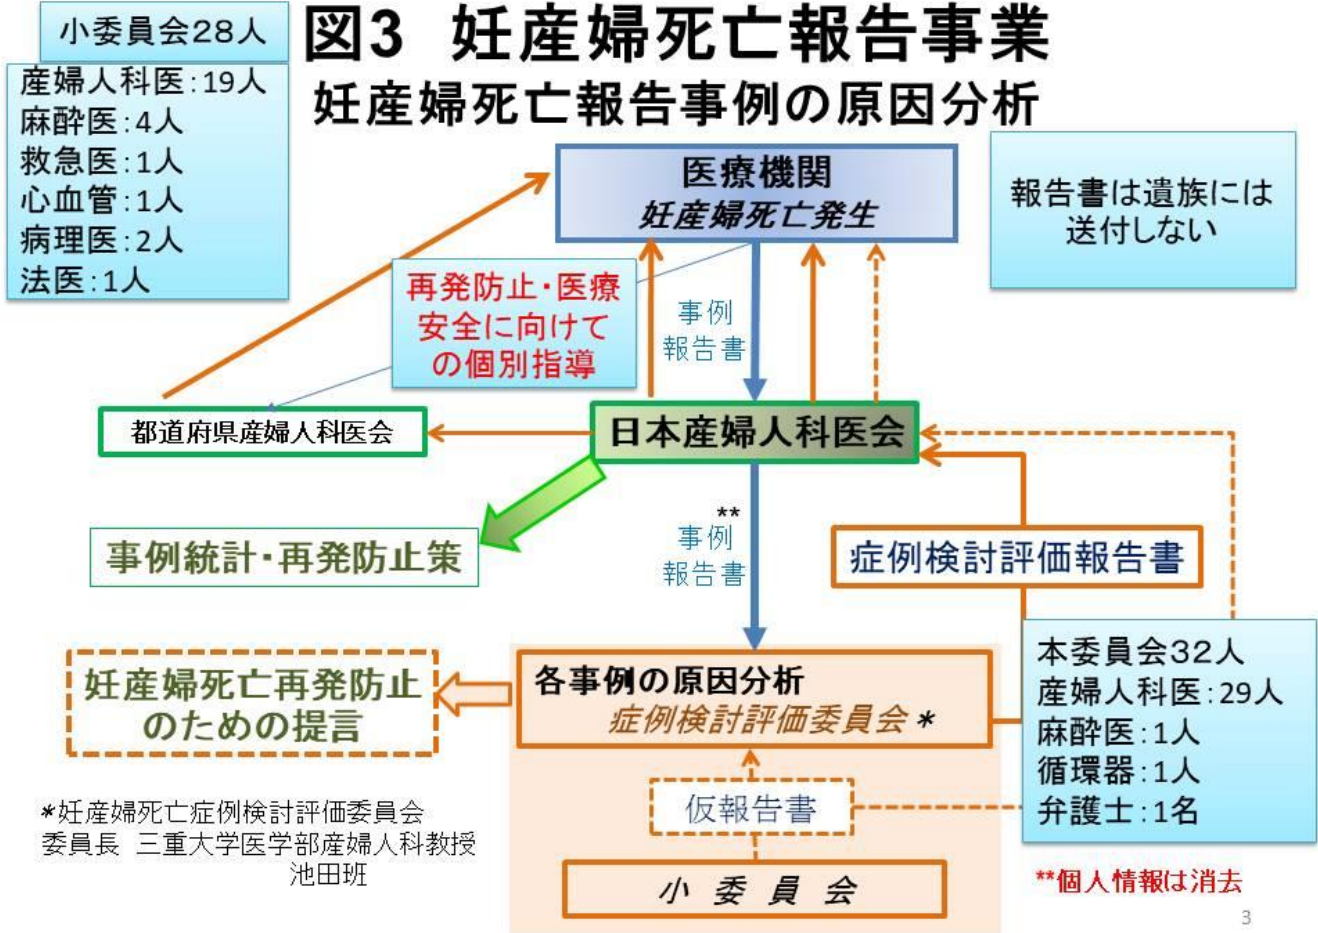 図3 妊産婦死亡報告事業
妊産婦死亡報告事例の原因分析
小委員会28人
産婦人科医:19人
麻酔医:4人
救急医:1人
心血管:1人
病理医:2人
法医:1人
医療機関
妊産婦死亡発生
報告書は遺族には
送付しない
再発防止・医療
安全に向けて
の個別指導
事例
報告書
都道府県産婦人科医会
日本産婦人科医会
**
事例
報告書
事例統計・再発防止策
症例検討評価報告書
妊産婦死亡再発防止
のための提言
各事例の原因分析
症例検討評価委員会*
本委員会32人
産婦人科医:29人
麻酔医:1人
循環器:1人
弁護士:1名
仮報告書
小委員会
*妊産婦死亡症例検討評価委員会
委員長 三重大学医学部産婦人科教授
池田班
**個人情報は消去
3